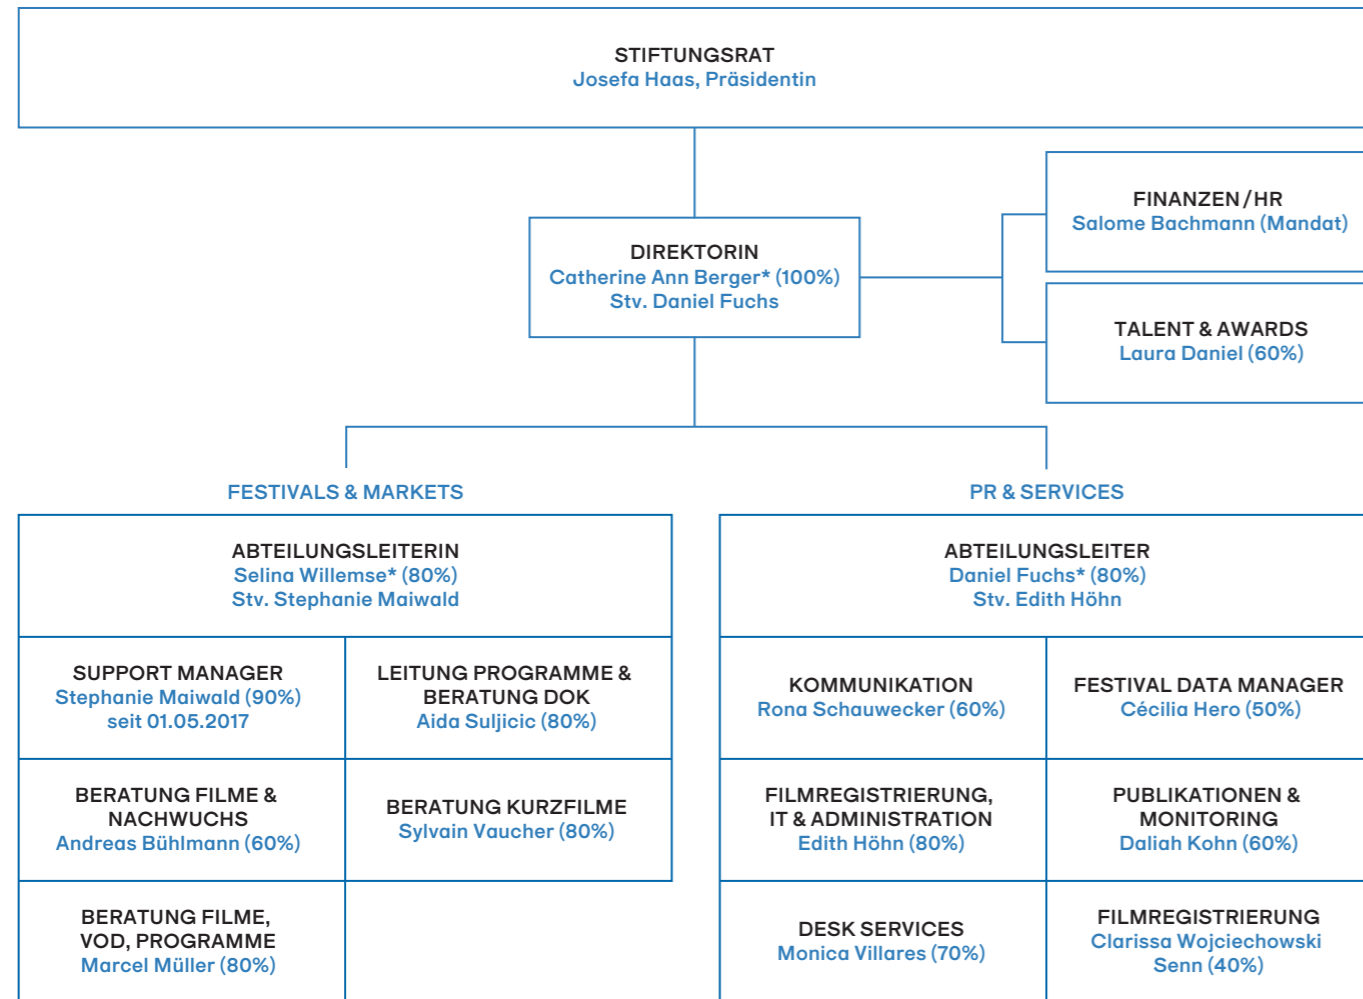 STIFTUNGSRAT
Josefa Haas, Präsidentin
FINANZEN/HR
Salome Bachmann (Mandat)
DIREKTORIN
Catherine Ann Berger* (100%)
Stv. Daniel Fuchs
TALENT & AWARDS
Laura Daniel (60%)
FESTIVALS & MARKETS
ABTEILUNGSLEITERIN
Selina Willemse* (80%)
Stv. Stephanie Maiwald
SUPPORT MANAGER
Stephanie Maiwald (90%)
seit 01.05.2017
LEITUNG PROGRAMME &
BERATUNG DOK
Aida Suljicic (80%)
BERATUNG FILME &
NACHWUCHS
Andreas Bühlmann (60%)
BERATUNG KURZFILME
Sylvain Vaucher (80%)
BERATUNG FILME,
VOD, PROGRAMME
Marcel Müller (80%)
PR & SERVICES
ABTEILUNGSLEITER
Daniel Fuchs* (80%)
Stv. Edith Höhn
KOMMUNIKATION
Rona Schauwecker (60%)
FESTIVAL DATA MANAGER
Cécilia Hero (50%)
FILMREGISTRIERUNG,
IT & ADMINISTRATION
Edith Höhn (80%)
PUBLIKATIONEN &
MONITORING
Daliah Kohn (60%)
DESK SERVICES
Monica Villares (70%)
FILMREGISTRIERUNG
Clarissa Wojciechowski
Senn (40%)